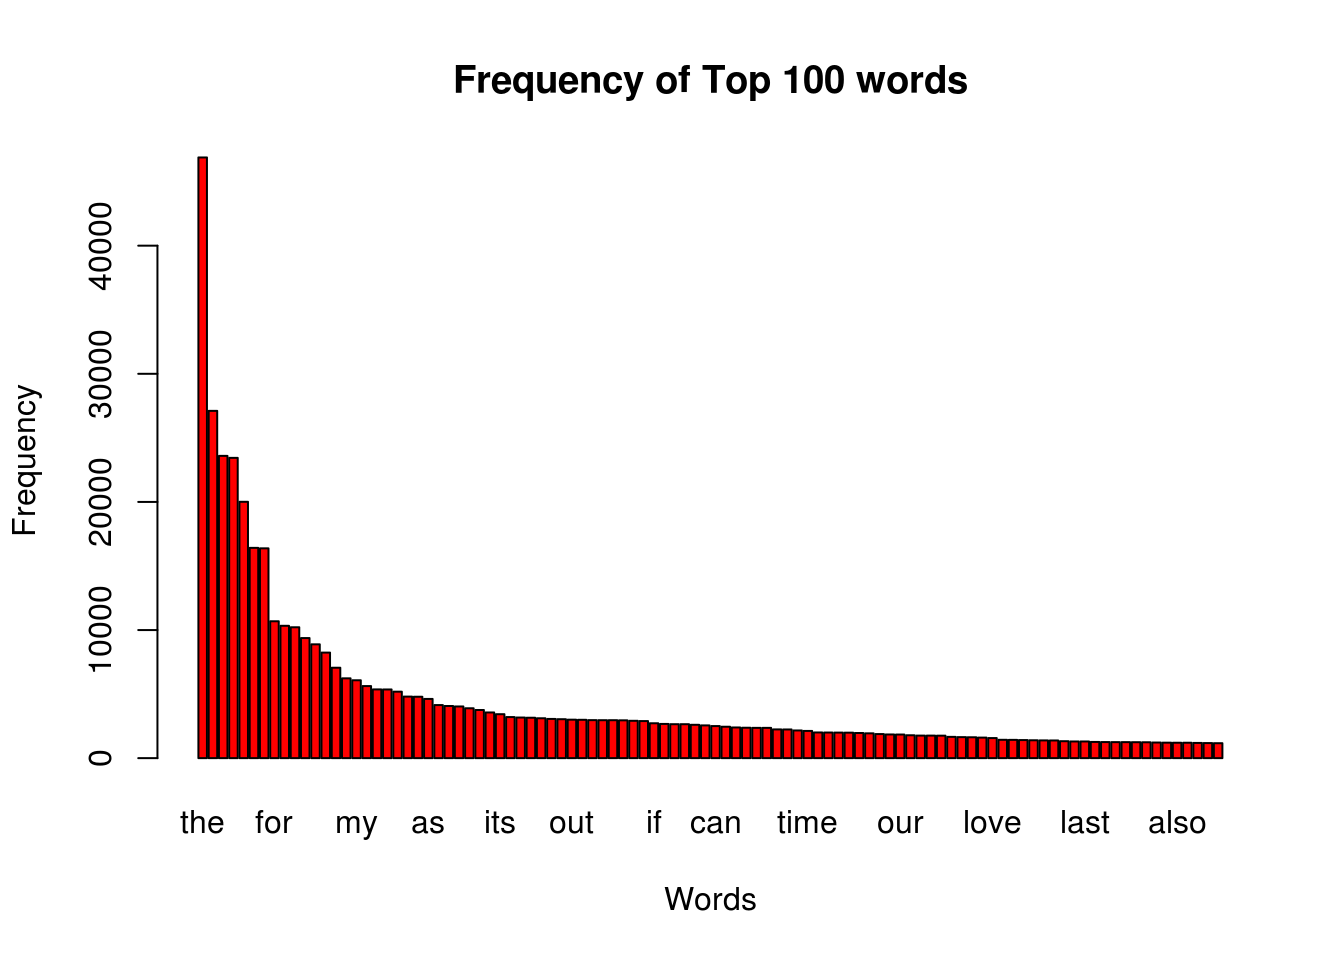 Frequency of Top 100 words
Frequency
40000
30000
20000
10000
0
the for my as its out if can time our love last also
Words